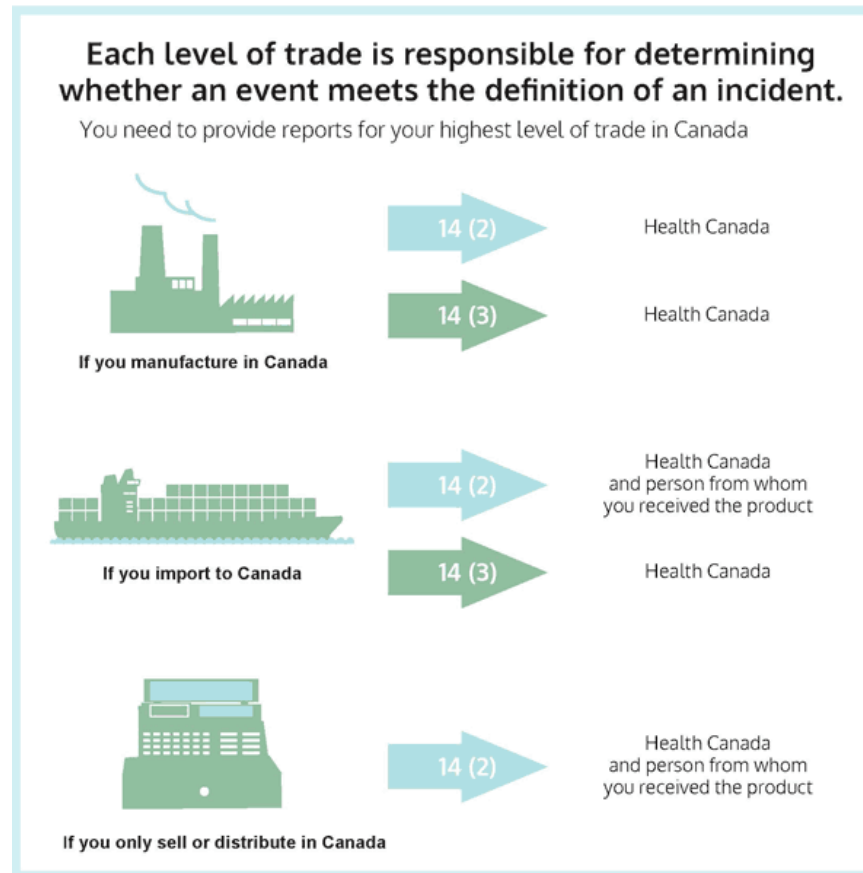 Each level of trade is responsible for determining
whether an event meets the definition of an incident.
You need to provide reports for your highest level of trade in Canada
14 (2)
Health Canada
14 (3)
Health Canada
If you manufacture in Canada
14 (2)
Health Canada
and person from whom
you received the product
If you import to Canada
14 (3)
Health Canada
14 (2)
Health Canada
and person from whom
you received the product
If you only sell or distribute in Canada